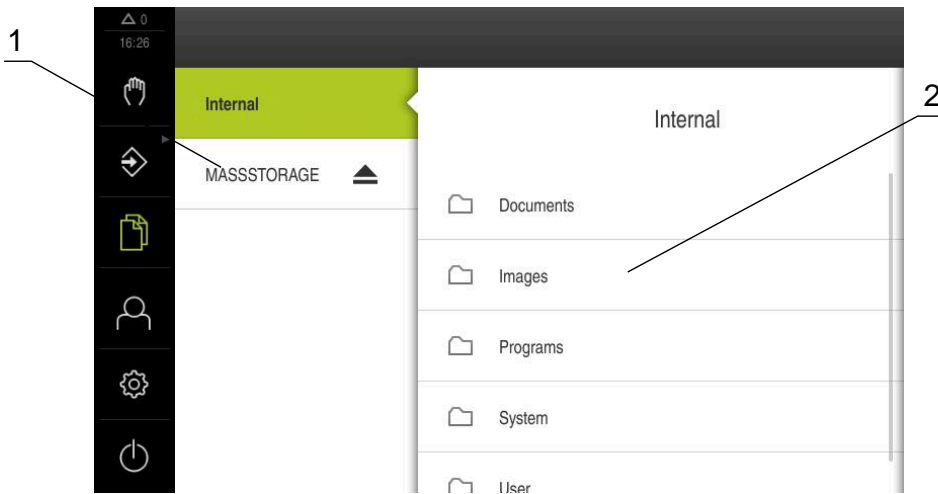 1
0
16:26
Internal
MASSSTORAGE
Internal
2
Documents
Images
Programs
System
User